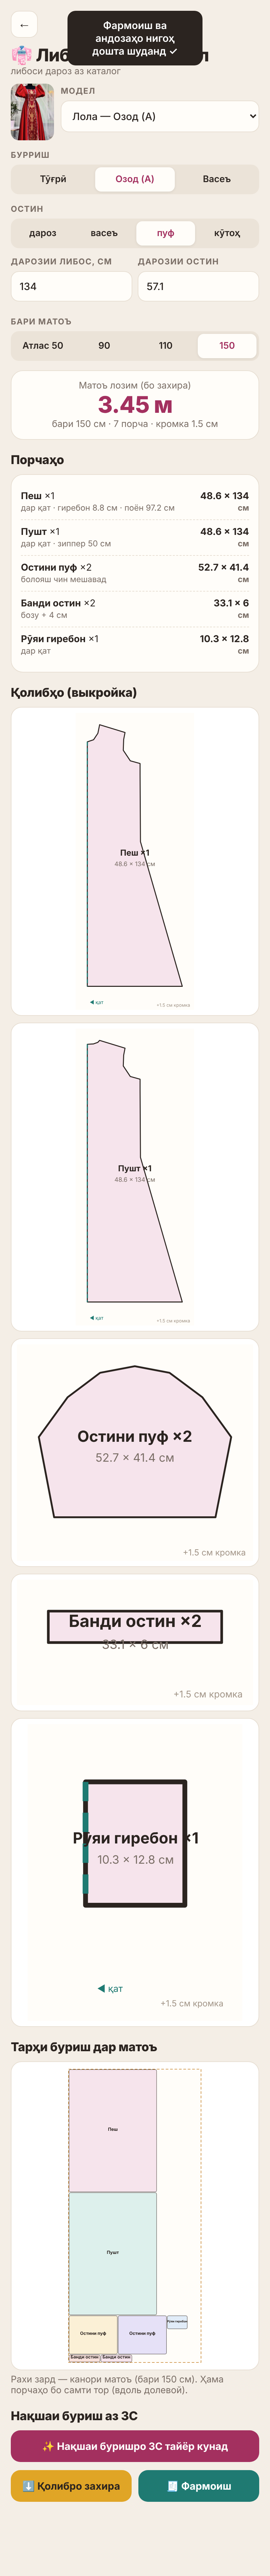 ←
Фармоиш ва
андозаҳо нигоҳ
дошта шуданд ✓
либоси дароз аз каталог
МОДЕЛ
Лола — Озод (А)
БУРРИШ
Тӯғрӣ Озод (А) Васеъ
ОСТИН
дароз васеъ пуф кӯтоҳ
ДАРОЗИИ ЛИБОС, СМ ДАРОЗИИ ОСТИН
134 57.1
БАРИ МАТОЪ
Атлас 50 90 110 150
Матоъ лозим (бо захира)
3.45 м
бари 150 см · 7 порча · кромка 1.5 см
Порчаҳо
Пеш ×1 48.6 × 134
дар қат · гиребон 8.8 см · поён 97.2 см см
Пушт ×1 48.6 × 134
дар қат · зиппер 50 см см
Остини пуф ×2 52.7 × 41.4
болояш чин мешавад см
Банди остин ×2 33.1 × 6
бозу + 4 см см
Рӯяи гиребон ×1 10.3 × 12.8
дар қат см
Қолибҳо (выкройка)
Пеш ×1
48.6 × 134 см
◀ қат +1.5 см кромка
Пушт ×1
48.6 × 134 см
◀ қат +1.5 см кромка
Остини пуф ×2
52.7 × 41.4 см
+1.5 см кромка
Банди остин ×2
33.1 × 6 см
+1.5 см кромка
Рӯяи гиребон ×1
10.3 × 12.8 см
◀ қат
+1.5 см кромка
Тарҳи буриш дар матоъ
Пеш
Пушт
Остини пуф Остини пуф Рӯяи гиребон
Банди остин Банди остин
Рахи зард — канори матоъ (бари 150 см). Ҳама
порчаҳо бо самти тор (вдоль долевой).
Нақшаи буриш аз ЗС
✨ Нақшаи буришро ЗС тайёр кунад
⬇️ Қолибро захира 🧾 Фармоиш